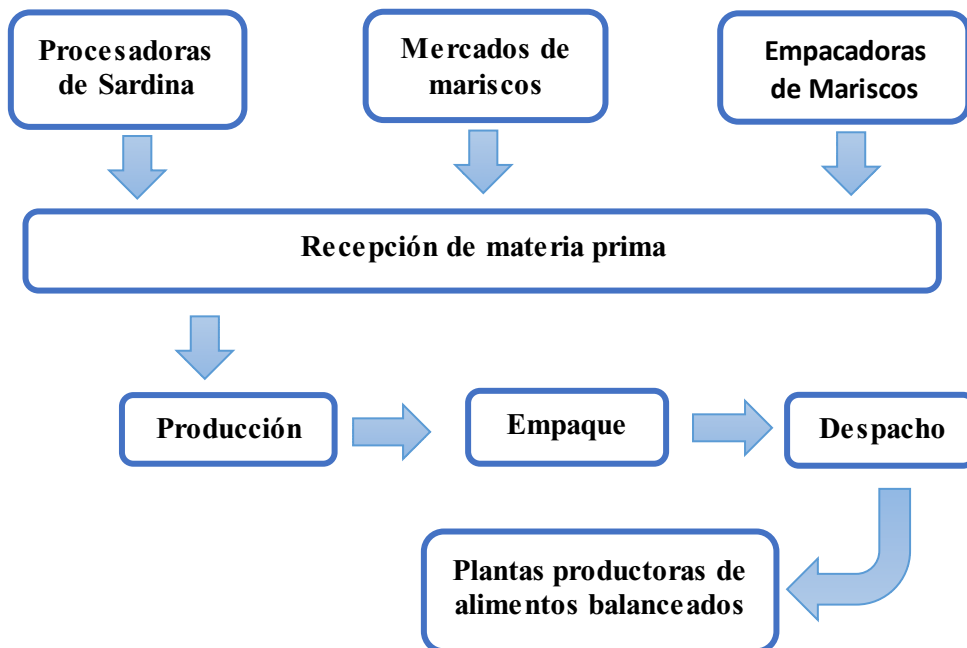 Procesadoras
de Sardina
Mercados de
mariscos
Empacadoras
de Mariscos
Recepción de materia prima
Producción
Empaque
Despacho
Plantas productoras de
alimentos balanceados